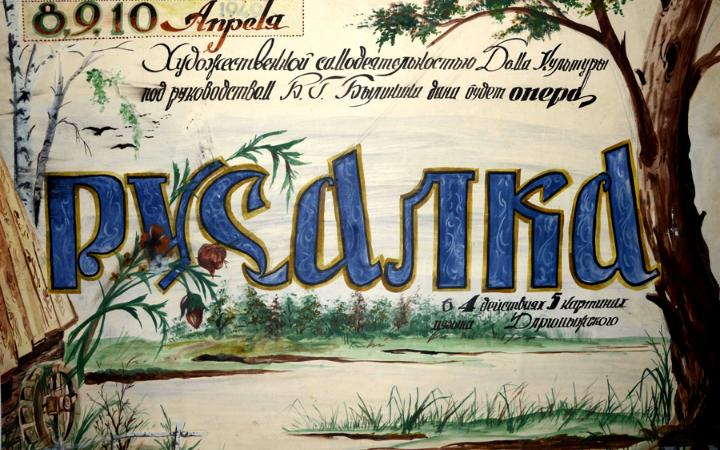 8, 9, 10 Апреля
Художественной самодеятельностью Дома Культуры
под руководством В. Г. дана будет опера
РУСАЛКА
в 4 действиях 5 картинах
музыка Даргомыжского